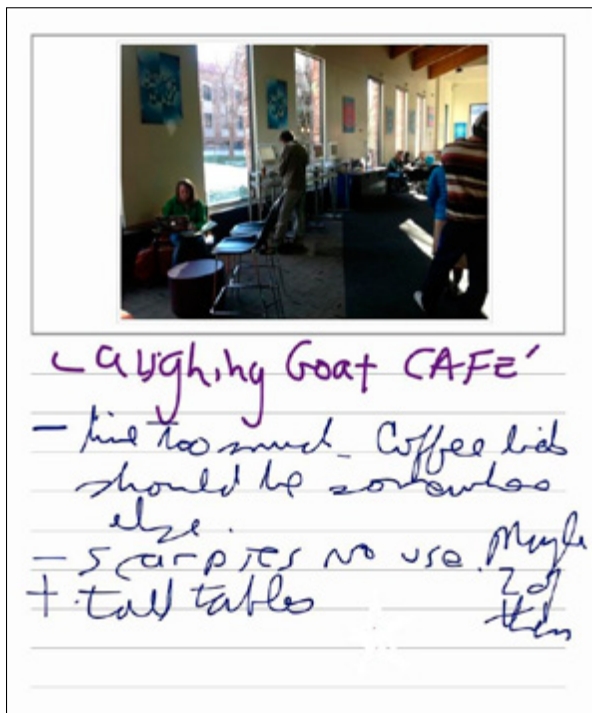 Laughing Goat CAFE'
- line too much - Coffee lids
should be somewhere
else.
- scarpies no use. Maybe
+ tall tables 2 of
them